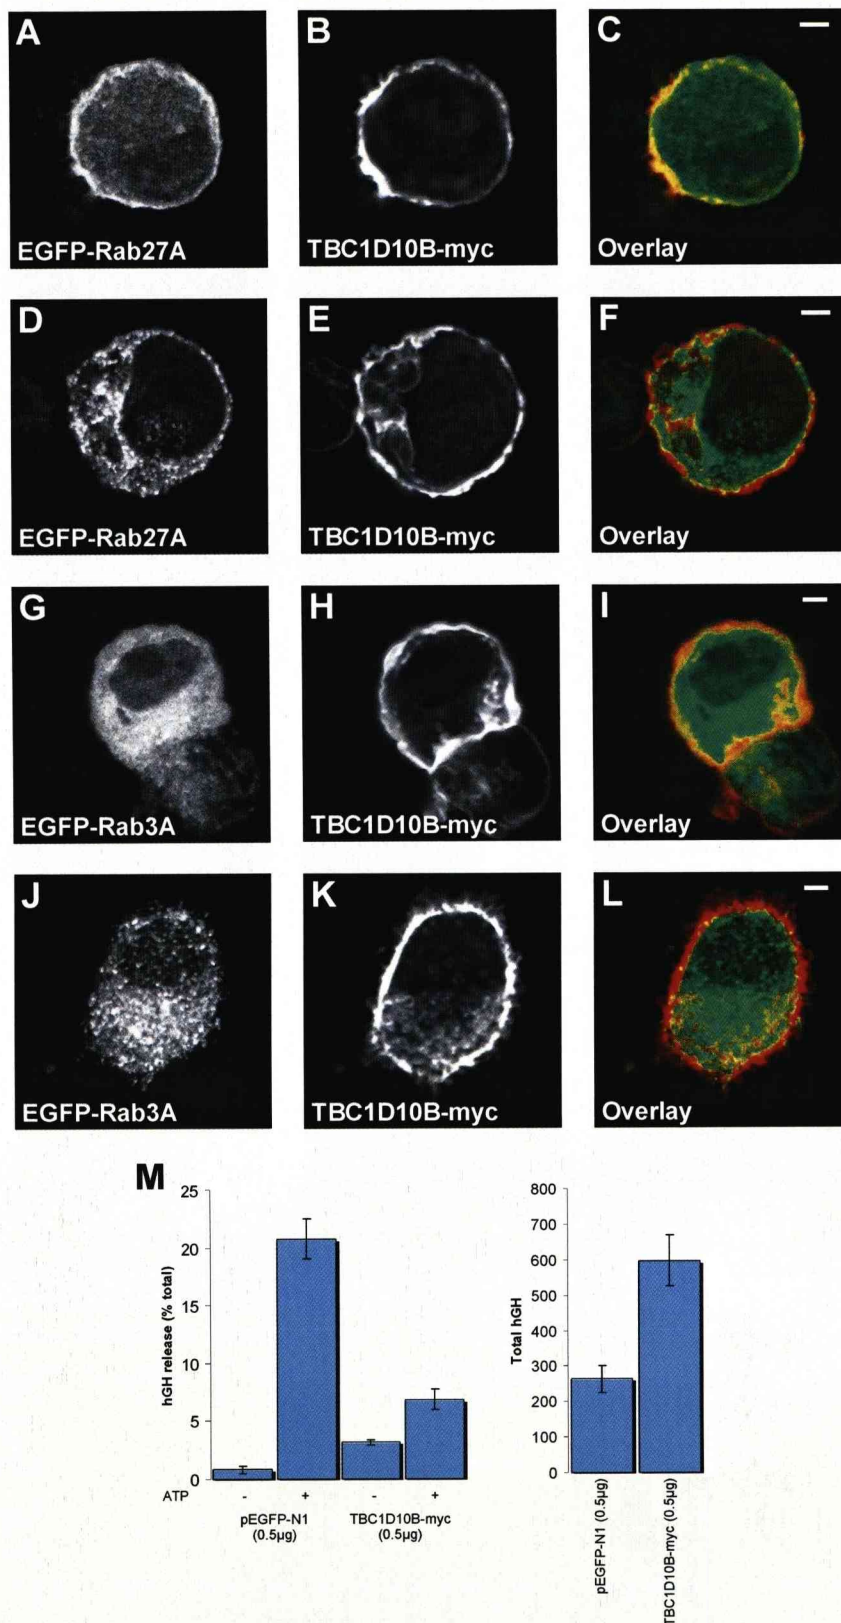 A
B
C
EGFP-Rab27A
TBC1D10B-myc
Overlay
D
E
F
EGFP-Rab27A
TBC1D10B-myc
Overlay
G
H
I
EGFP-Rab3A
TBC1D10B-myc
Overlay
J
K
L
EGFP-Rab3A
TBC1D10B-myc
Overlay
M
hGH release (% total)
25
20
15
10
5
0
ATP
-
+
-
+
pEGFP-N1
(0.5µg)
TBC1D10B-myc
(0.5µg)
Total hGH
800
700
600
500
400
300
200
100
0
pEGFP-N1 (0.5µg)
TBC1D10B-myc (0.5µg)